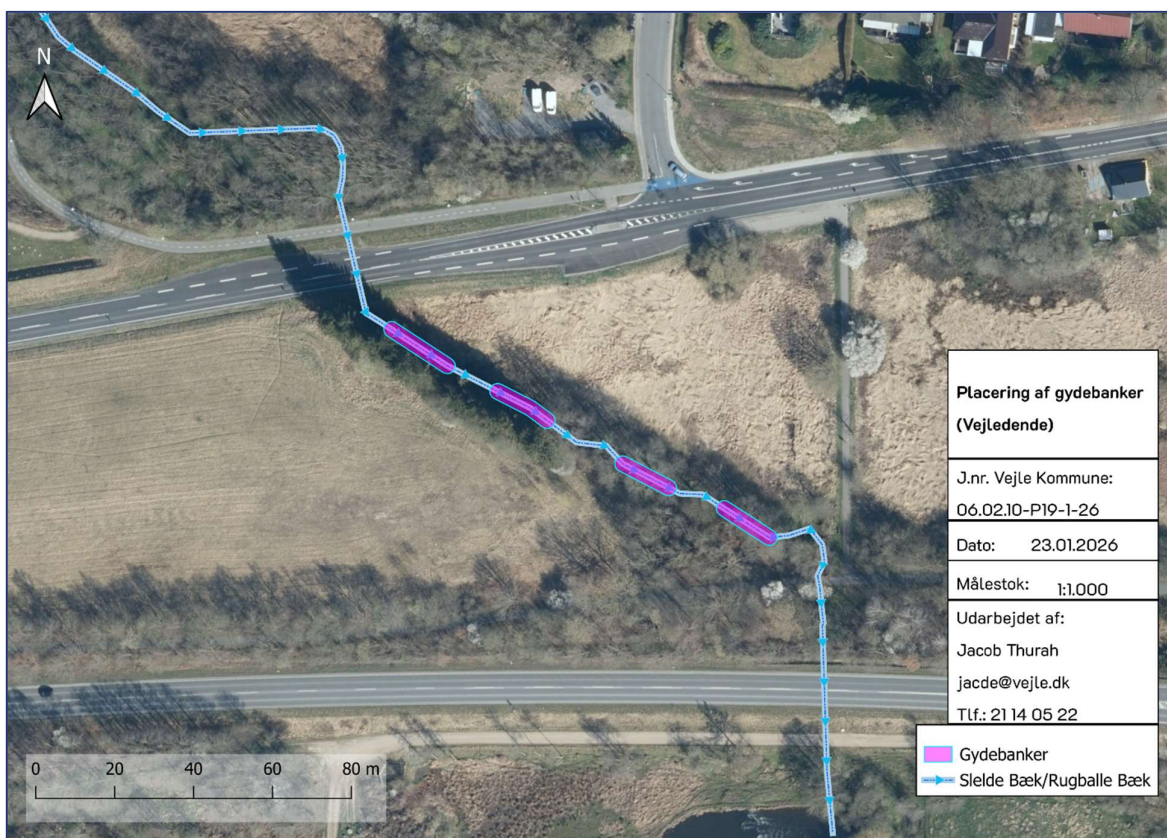 N
Placering af gydebanker
(Vejledende)
J.nr. Vejle Kommune:
06.02.10-P19-1-26
Dato: 23.01.2026
Målestok: 1:1.000
Udarbejdet af:
Jacob Thurah
jacde@vejle.dk
Tlf.: 21 14 05 22
Gydebanker
Slelde Bæk/Rugballe Bæk
0 20 40 60 80 m